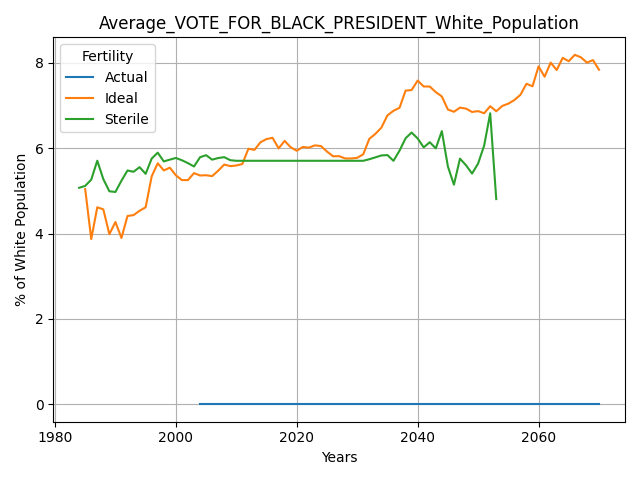 Average_VOTE_FOR_BLACK_PRESIDENT_White_Population
Fertility
Actual
Ideal
Sterile
% of White Population
8
6
4
2
0
1980 2000 2020 2040 2060
Years